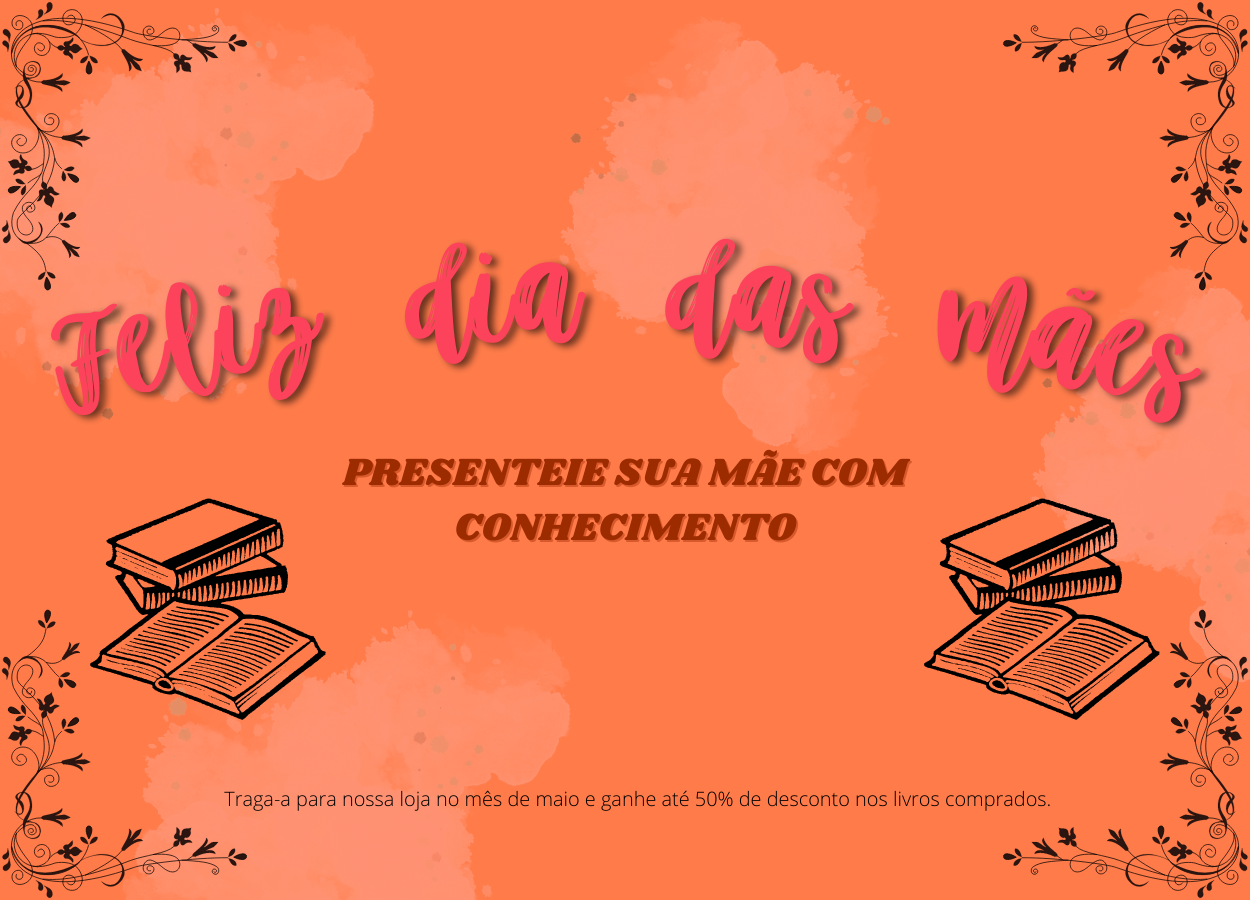 Feliz dia das Mães
PRESENTEIE SUA MÃE COM
CONHECIMENTO
Traga-a para nossa loja no mês de maio e ganhe até 50% de desconto nos livros comprados.